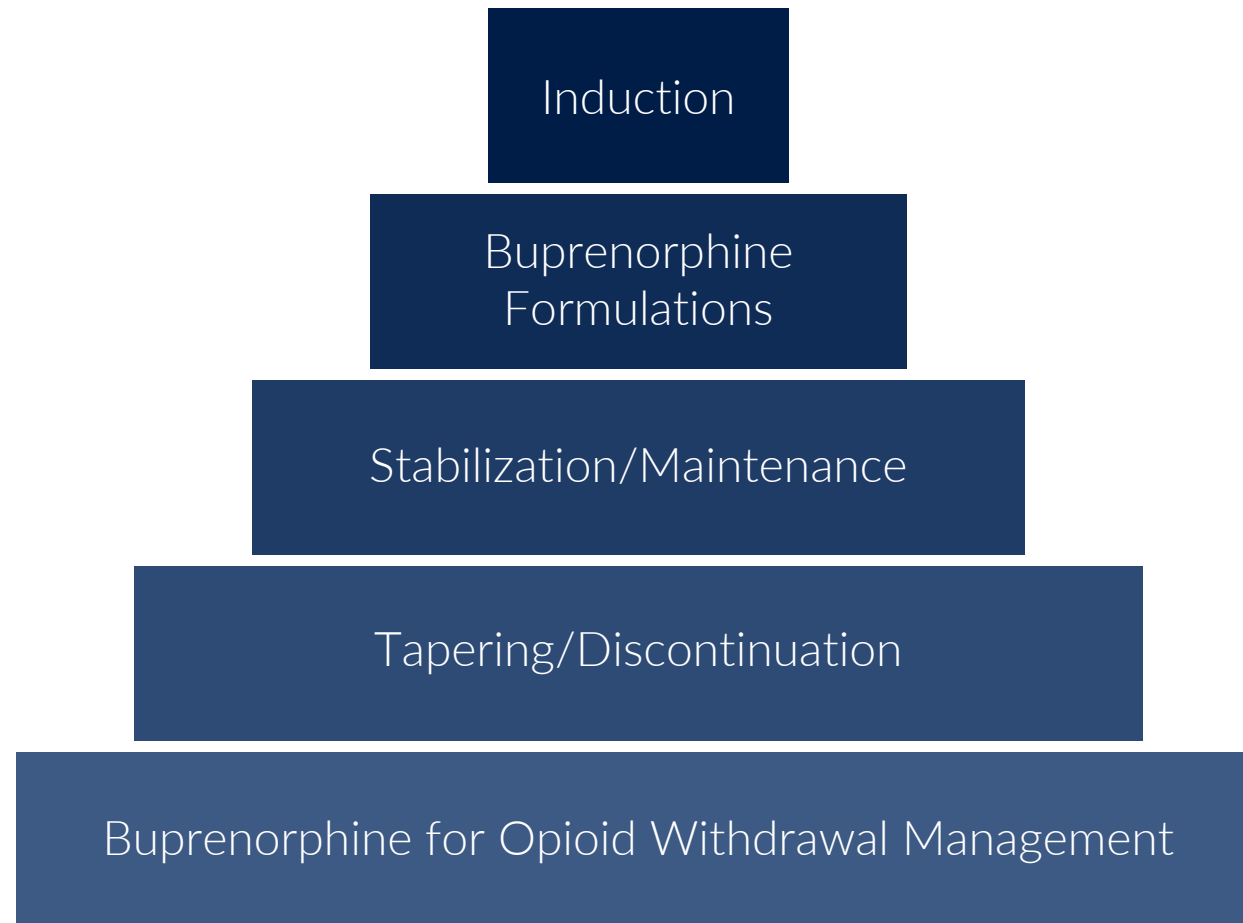 Induction
Buprenorphine
Formulations
Stabilization/Maintenance
Tapering/Discontinuation
Buprenorphine for Opioid Withdrawal Management